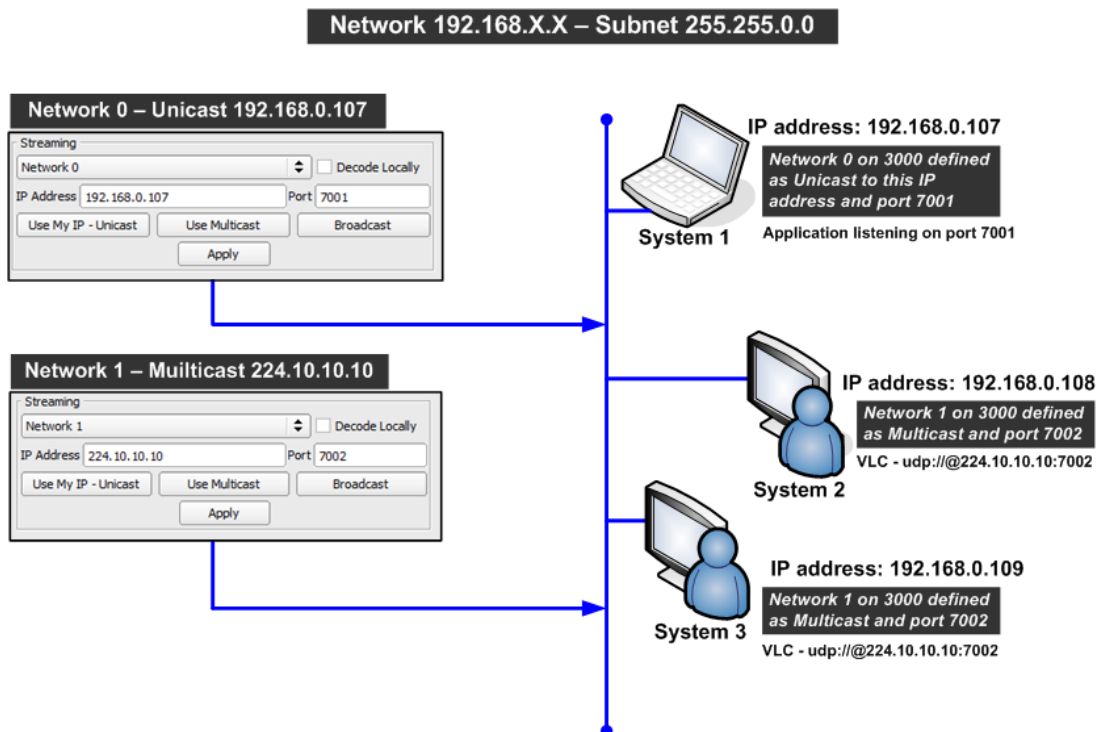 Network 192.168.X.X – Subnet 255.255.0.0
Network 0 – Unicast 192.168.0.107
Streaming
Network 0
Decode Locally
IP Address 192.168.0.107 Port 7001
Use My IP - Unicast Use Multicast Broadcast
Apply
IP address: 192.168.0.107
Network 0 on 3000 defined
as Unicast to this IP
address and port 7001
Application listening on port 7001
System 1
Network 1 – Muilticast 224.10.10.10
Streaming
Network 1
Decode Locally
IP Address 224.10.10.10 Port 7002
Use My IP - Unicast Use Multicast Broadcast
Apply
IP address: 192.168.0.108
Network 1 on 3000 defined
as Multicast and port 7002
VLC - udp://@224.10.10.10:7002
System 2
IP address: 192.168.0.109
Network 1 on 3000 defined
as Multicast and port 7002
VLC - udp://@224.10.10.10:7002
System 3